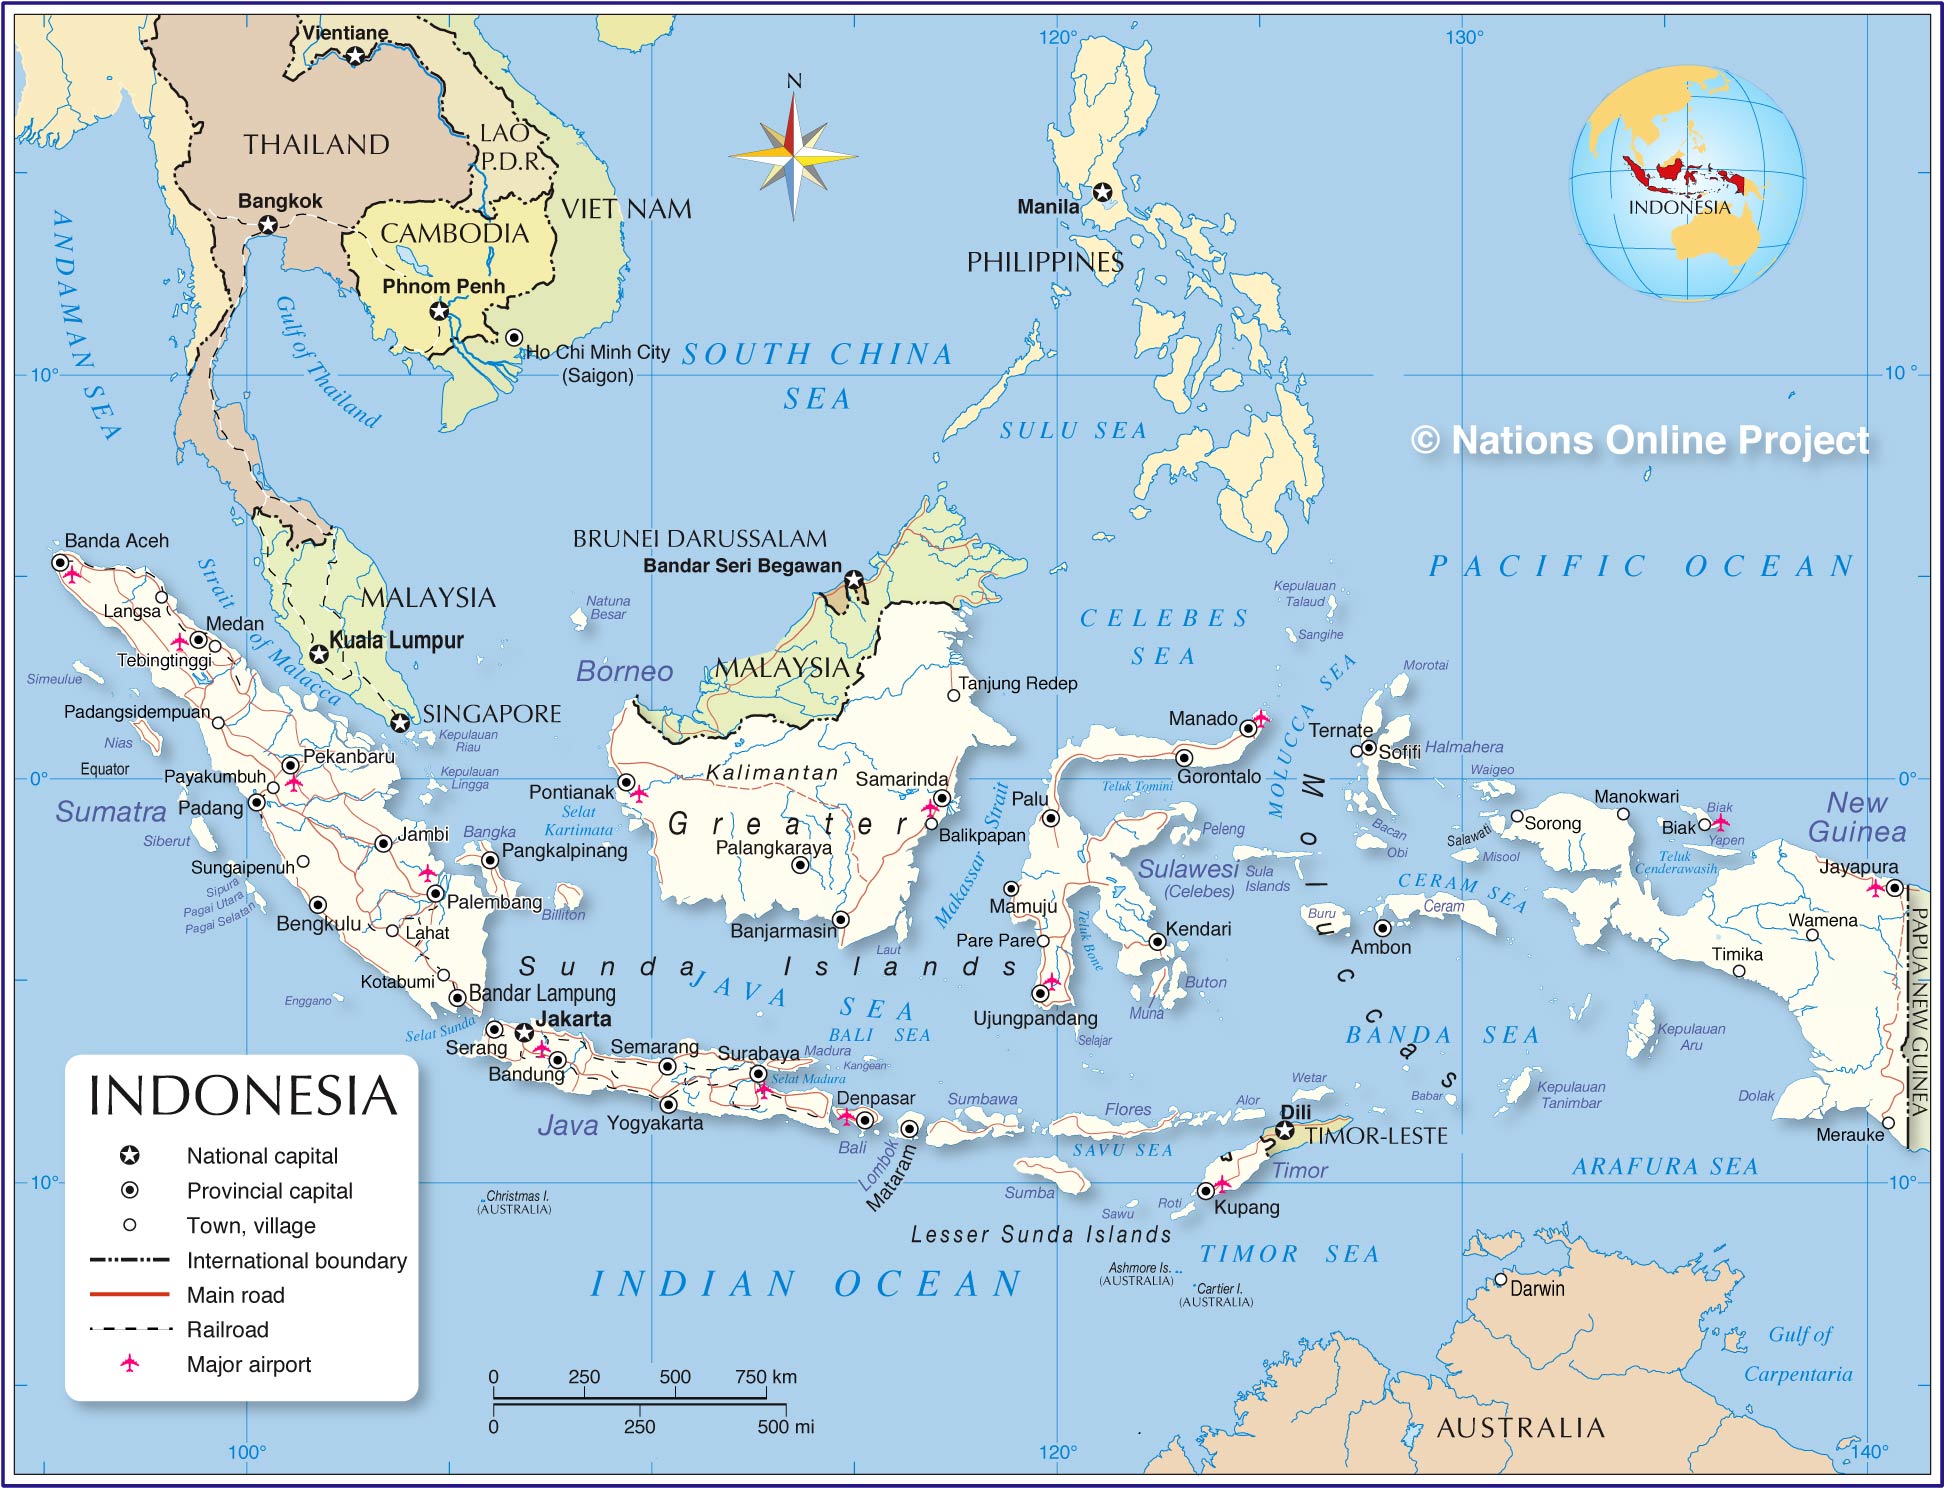 120°
130°
Vientiane
N
THAILAND
LAO
P.D.R.
Bangkok
VIET NAM
CAMBODIA
Phnom Penh
Manila
PHILIPPINES
INDONESIA
ANDAMAN SEA
Gulf of Thailand
Ho Chi Minh City
(Saigon)
SOUTH CHINA
SEA
10°
10°
SULU SEA
© Nations Online Project
Banda Aceh
BRUNEI DARUSSALAM
Bandar Seri Begawan
PACIFIC OCEAN
Strait of Malacca
Langsa
Medan
Tebingtinggi
MALAYSIA
Kuala Lumpur
Natuna
Besar
Kepulauan
Talaud
CELEBES
SEA
Sangihe
Simeulue
Borneo
MALAYSIA
Tanjung Redep
MOLUCCA SEA
Morotai
Padangsidempuan
SINGAPORE
Kepulauan
Riau
Manado
Ternate
Sofifi
Halmahera
Nias
Pekanbaru
Equator
0°
Payakumbuh
Kepulauan
Lingga
Kalimantan
Samarinda
Gorontalo
Moluccas
Waigeo
0°
Sumatra
Padang
Pontianak
Selat
Kartimata
Greater
Makassar Strait
Palu
Teluk Tomini
Manokwari
Biak
Biak
Yapen
New
Guinea
Siberut
Jambi
Bangka
Pangkalpinang
Palangkaraya
Balikpapan
Peleng
Bacan
Obi
Salawati
Sorong
Misool
Teluk
Cenderawasih
Sungaipenuh
Sulawesi
(Celebes)
Sula
Islands
Jayapura
Sipura
Pagai Utara
Pagai Selatan
Bengkulu
Palembang
Billiton
Mamuju
CERAM SEA
Ceram
Buru
Lahat
Banjarmasin
Laut
Pare Pare
Teluk Bone
Kendari
Ambon
Wamena
Timika
PAPUA NEW GUINEA
Kotabumi
Sunda Islands
Enggano
Bandar Lampung
JAVA SEA
Buton
Muna
Ujungpandang
Selajar
Selat Sunda
Jakarta
Serang
BALI SEA
BANDA SEA
Kepulauan
Aru
Bandung
Semarang
Surabaya
Madura
Selat Madura
Kangean
Wetar
Kepulauan
Tanimbar
Babar
Dolak
Java
Yogyakarta
Denpasar
Bali
Lombok
Mataram
Sumbawa
Flores
Alor
Dili
TIMOR-LESTE
Merauke
SAVU SEA
Timor
ARAFURA SEA
10°
Christmas I.
(AUSTRALIA)
Sumba
Sawu
Roti
Kupang
10°
Lesser Sunda Islands
INDIAN OCEAN
TIMOR SEA
Ashmore Is.
(AUSTRALIA)
Cartier I.
(AUSTRALIA)
Darwin
Gulf of
Carpentaria
AUSTRALIA
INDONESIA
National capital
Provincial capital
Town, village
International boundary
Main road
Railroad
Major airport
0 250 500 750 km
0 250 500 mi
100°
120°
140°